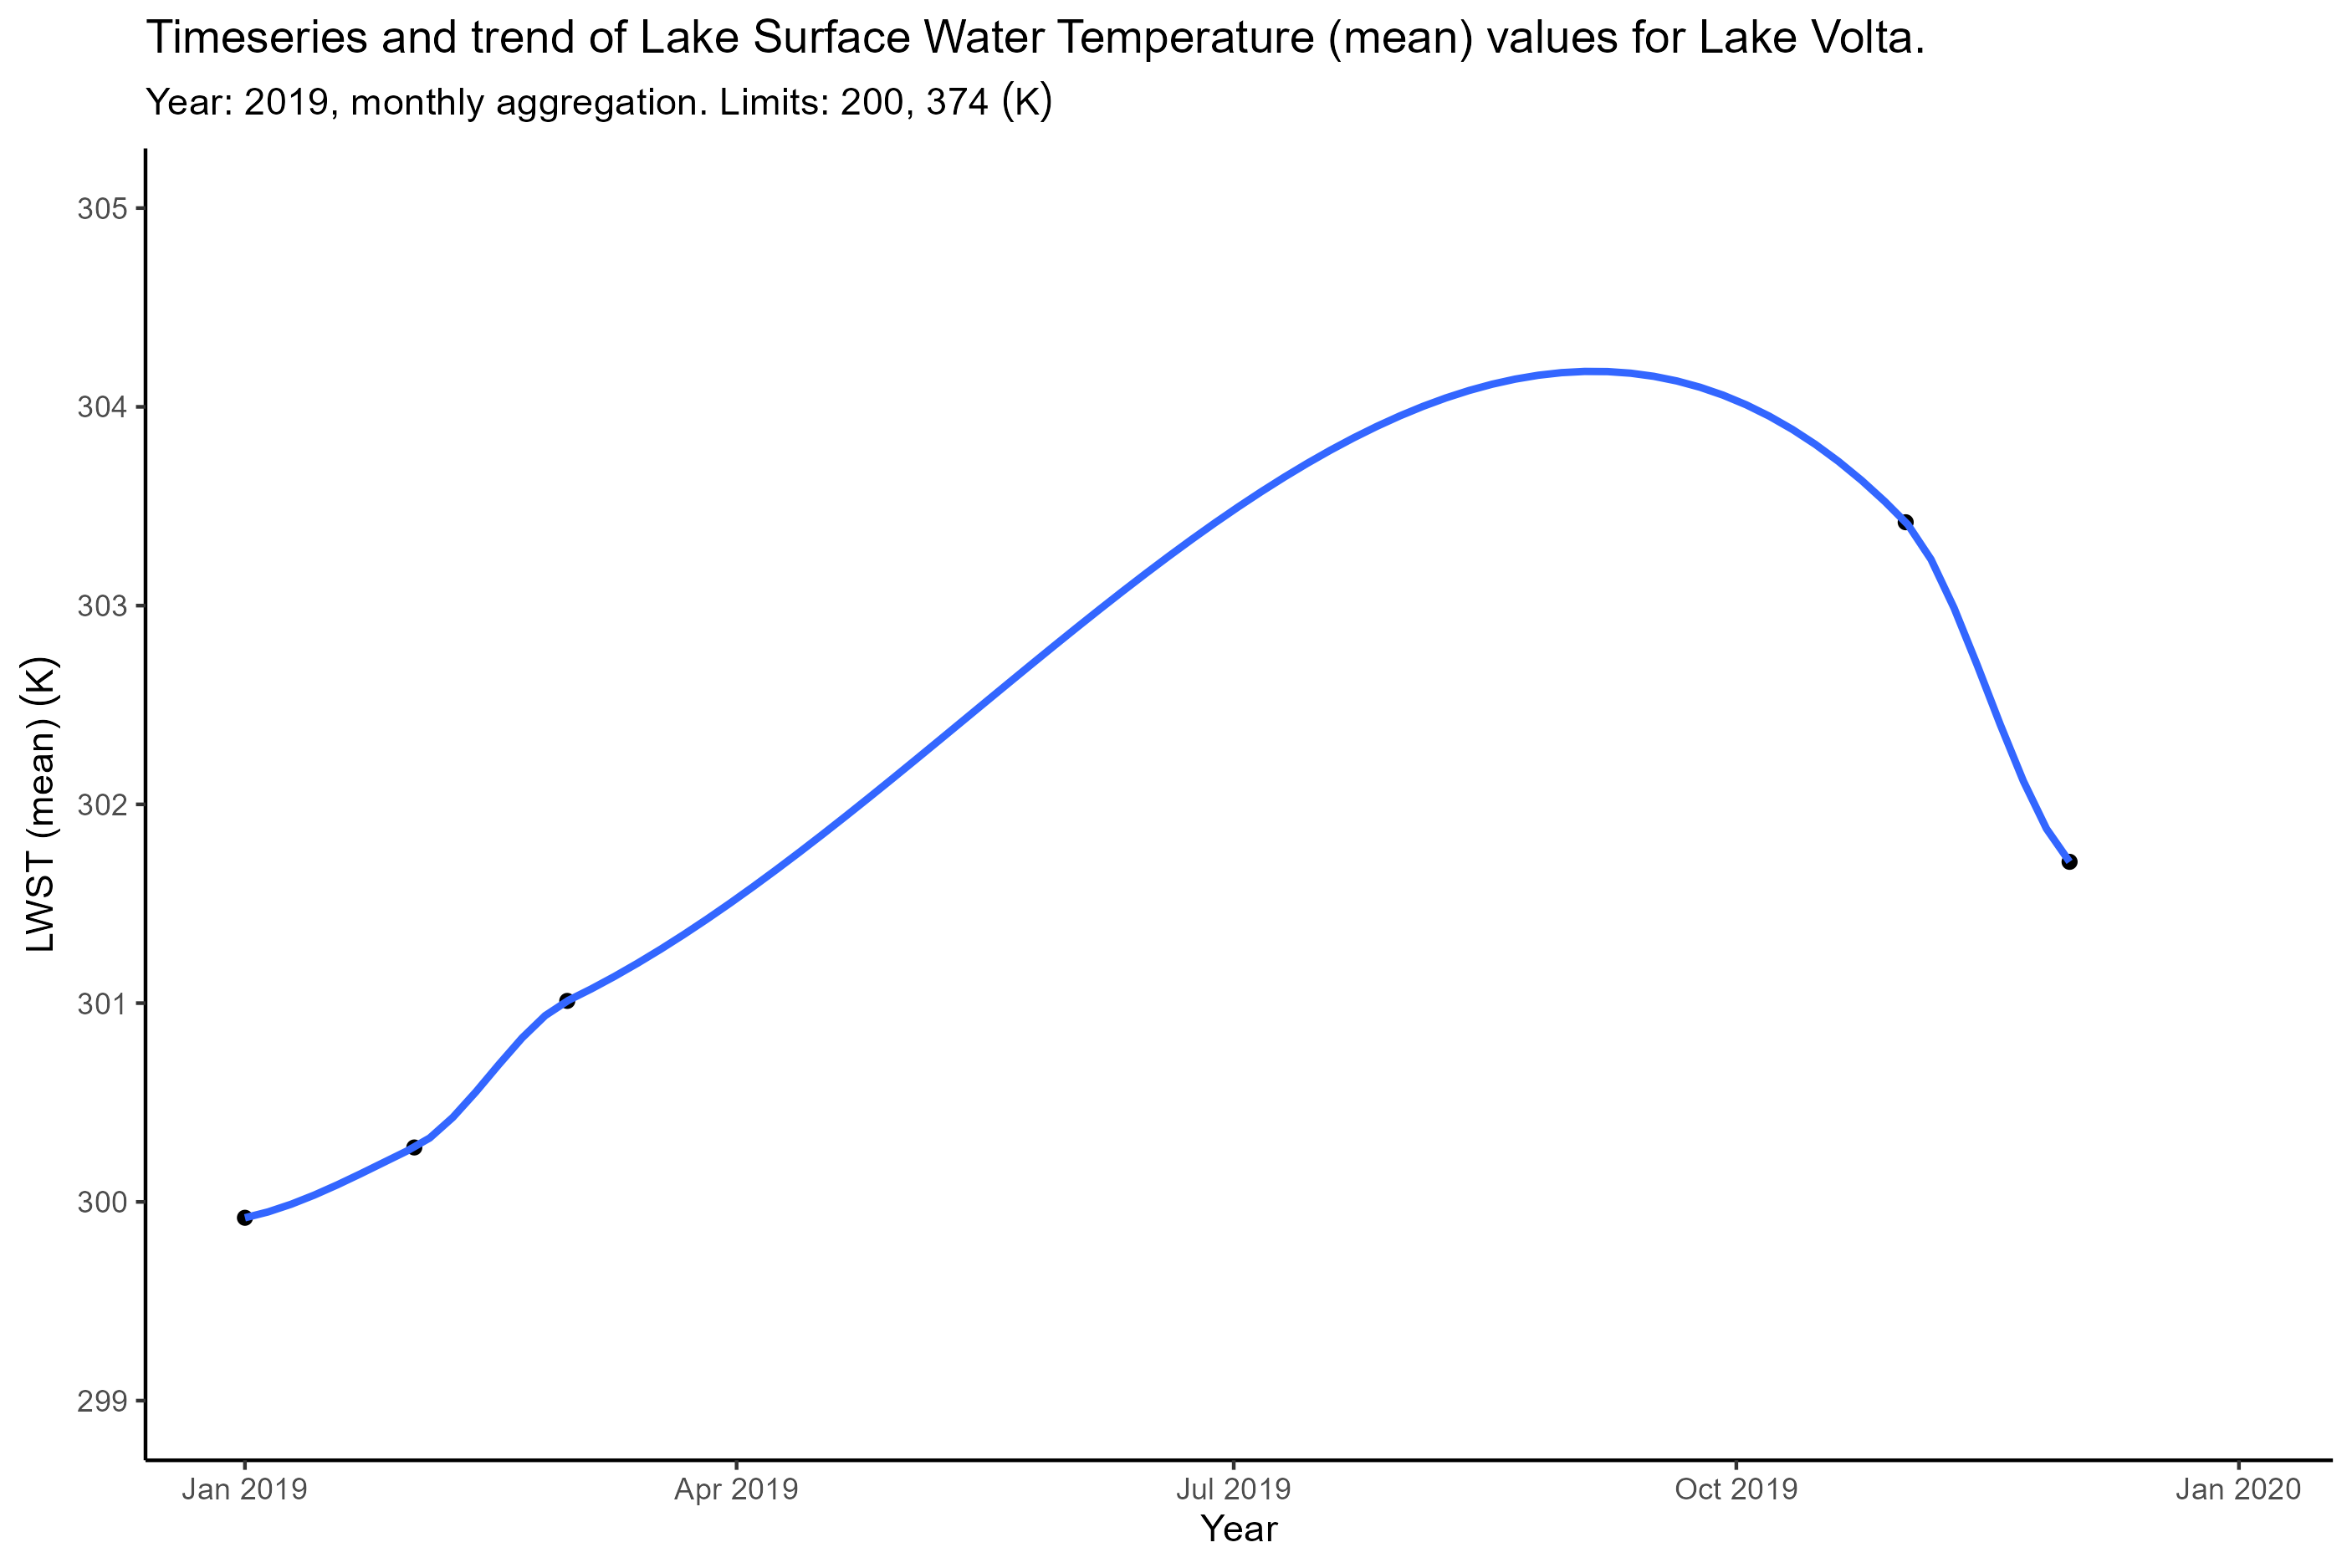 Timeseries and trend of Lake Surface Water Temperature (mean) values for Lake Volta.
Year: 2019, monthly aggregation. Limits: 200, 374 (K)
305
304
303
302
301
300
299
LWST (mean) (K)
Jan 2019
Apr 2019
Jul 2019
Oct 2019
Jan 2020
Year